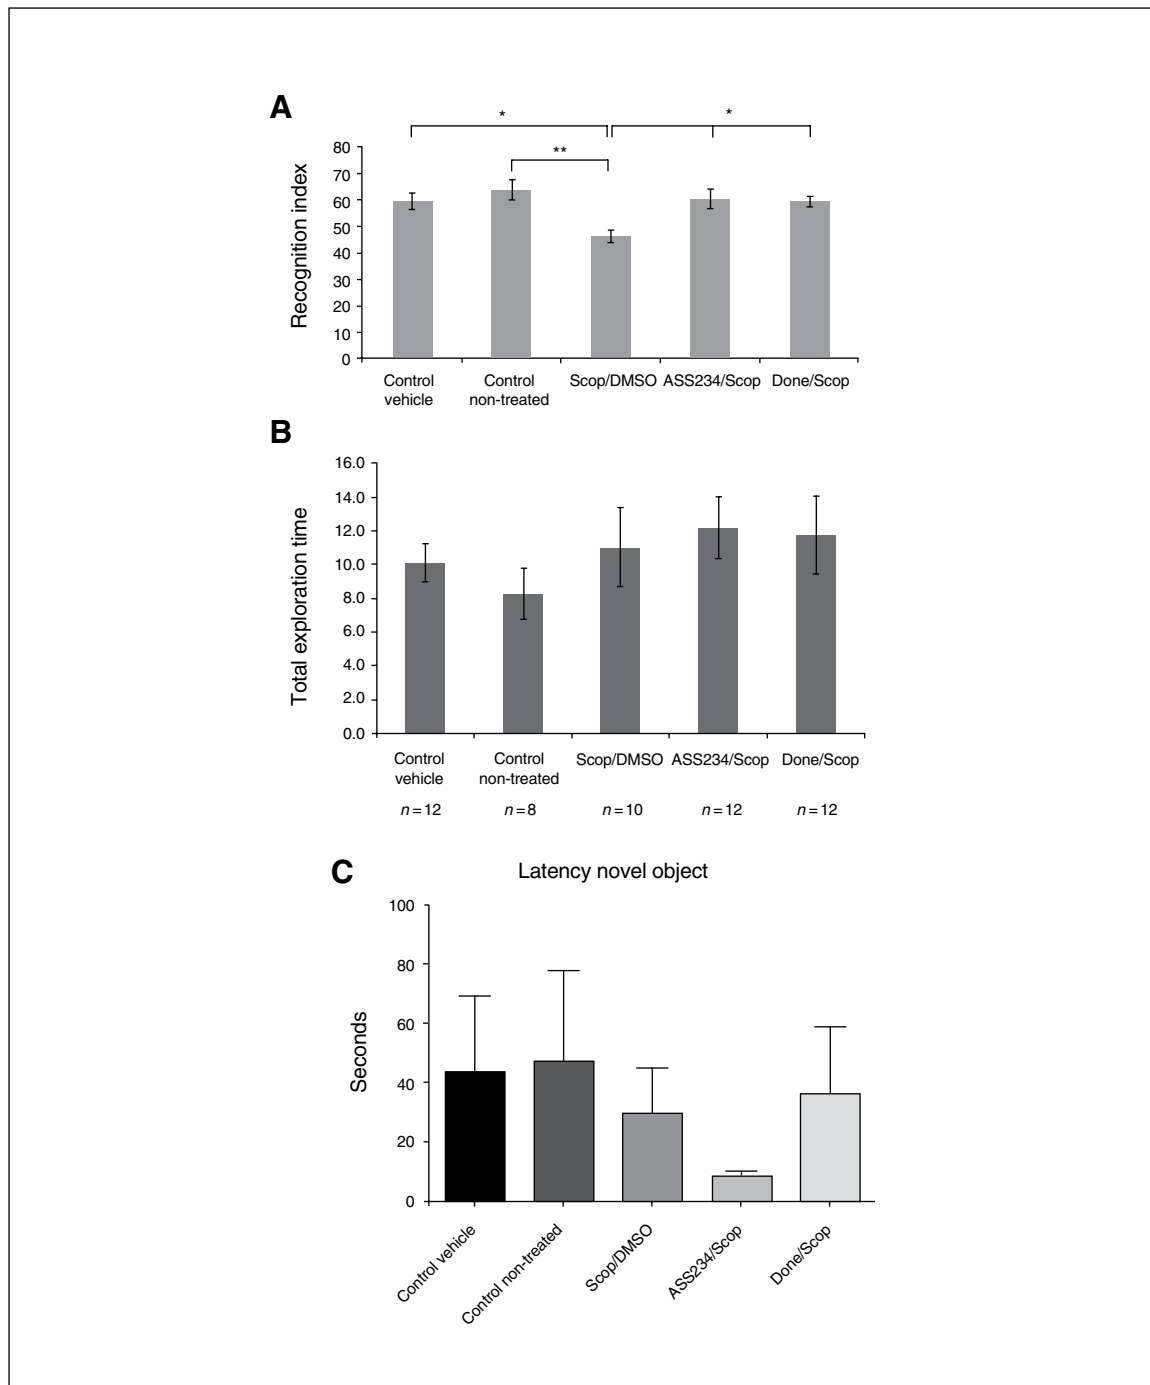 A
*
*
**
80
70
60
50
40
30
20
10
0
Recognition index
Control vehicle
Control non-treated
Scop/DMSO
ASS234/Scop
Done/Scop
B
16.0
14.0
12.0
10.0
8.0
6.0
4.0
2.0
0.0
Total exploration time
Control vehicle
Control non-treated
Scop/DMSO
ASS234/Scop
Done/Scop
n=12
n=8
n=10
n=12
n=12
C
Latency novel object
100
80
60
40
20
0
Seconds
Control vehicle
Control non-treated
Scop/DMSO
ASS234/Scop
Done/Scop